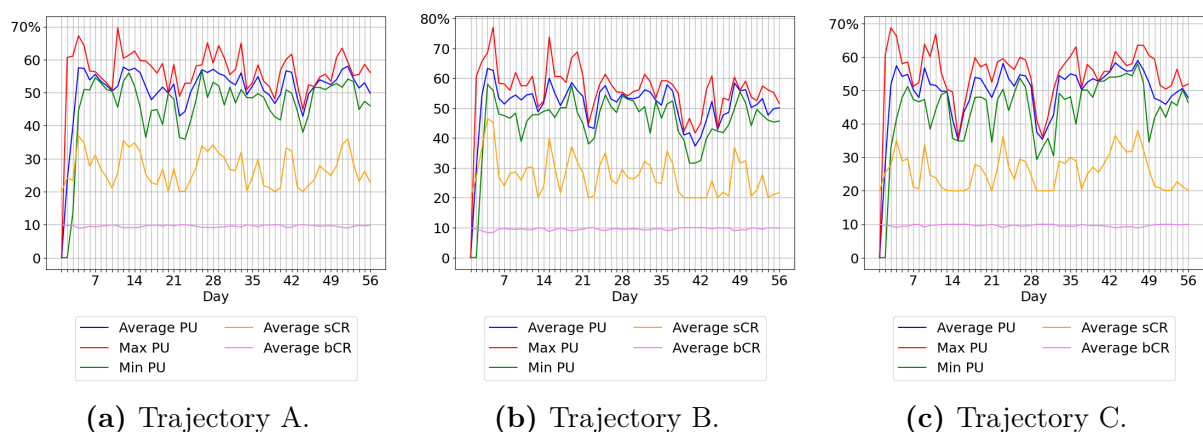 70%
60
50
40
30
20
10
0
7 14 21 28 35 42 49 56
Day
Average PU
Max PU
Min PU
Average sCR
Average bCR
(a) Trajectory A.
80%
70
60
50
40
30
20
10
0
7 14 21 28 35 42 49 56
Day
Average PU
Max PU
Min PU
Average sCR
Average bCR
(b) Trajectory B.
70%
60
50
40
30
20
10
0
7 14 21 28 35 42 49 56
Day
Average PU
Max PU
Min PU
Average sCR
Average bCR
(c) Trajectory C.